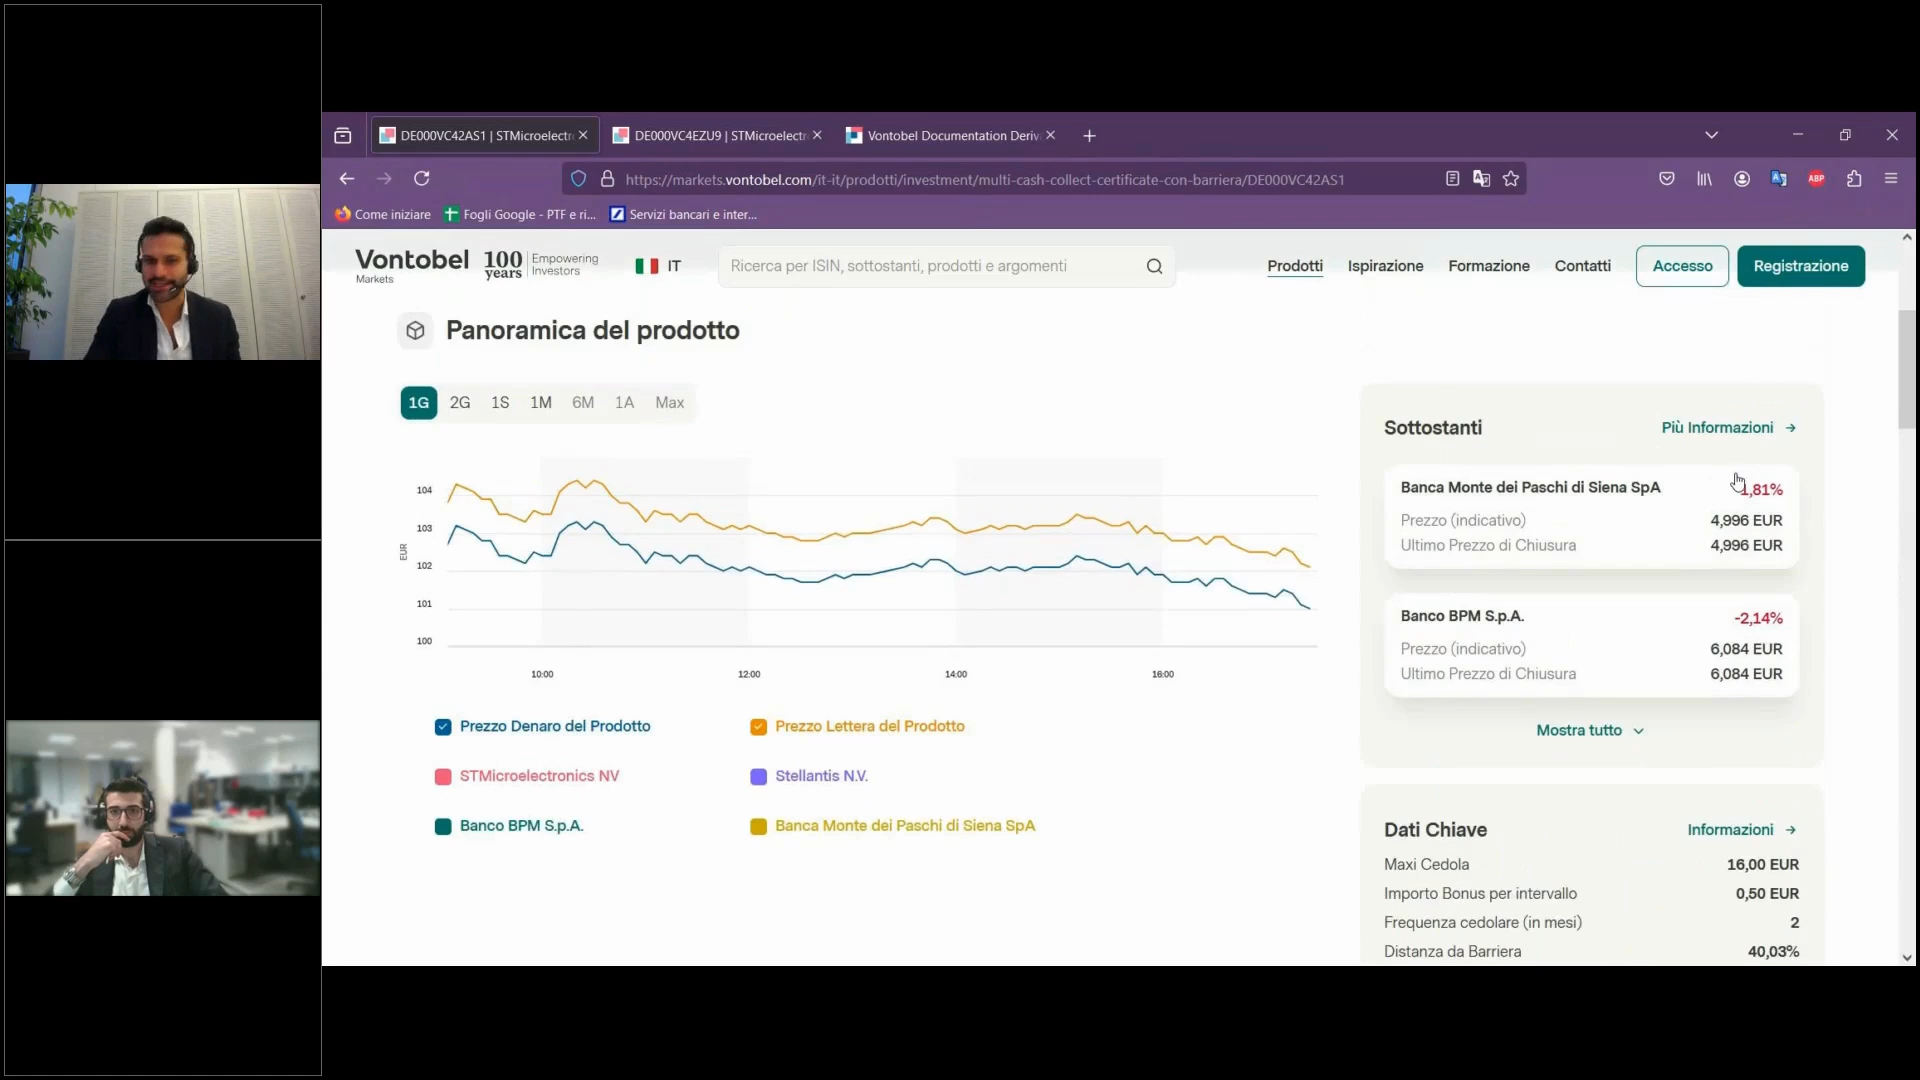 DE000VC42AS1 | STMicroelectr
DE000VC4EZU9 | STMicroelectr
Vontobel Documentation Deriv
https://markets.vontobel.com/it-it/prodotti/investment/multi-cash-collect-certificate-con-barriera/DE000VC42AS1
ABP
Come iniziare
Fogli Google - PTF e ri...
Servizi bancari e inter...
Vontobel
Markets
100 years
Empowering
Investors
IT
Ricerca per ISIN, sottostanti, prodotti e argomenti
Prodotti
Ispirazione
Formazione
Contatti
Accesso
Registrazione
Panoramica del prodotto
1G 2G 1S 1M 6M 1A Max
EUR
104
103
102
101
100
10:00 12:00 14:00 16:00
Prezzo Denaro del Prodotto
Prezzo Lettera del Prodotto
STMicroelectronics NV
Stellantis N.V.
Banco BPM S.p.A.
Banca Monte dei Paschi di Siena SpA
Sottostanti
Più Informazioni
Banca Monte dei Paschi di Siena SpA
1,81%
Prezzo (indicativo) 4,996 EUR
Ultimo Prezzo di Chiusura 4,996 EUR
Banco BPM S.p.A. -2,14%
Prezzo (indicativo) 6,084 EUR
Ultimo Prezzo di Chiusura 6,084 EUR
Mostra tutto
Dati Chiave
Informazioni
Maxi Cedola 16,00 EUR
Importo Bonus per intervallo 0,50 EUR
Frequenza cedolare (in mesi) 2
Distanza da Barriera 40,03%